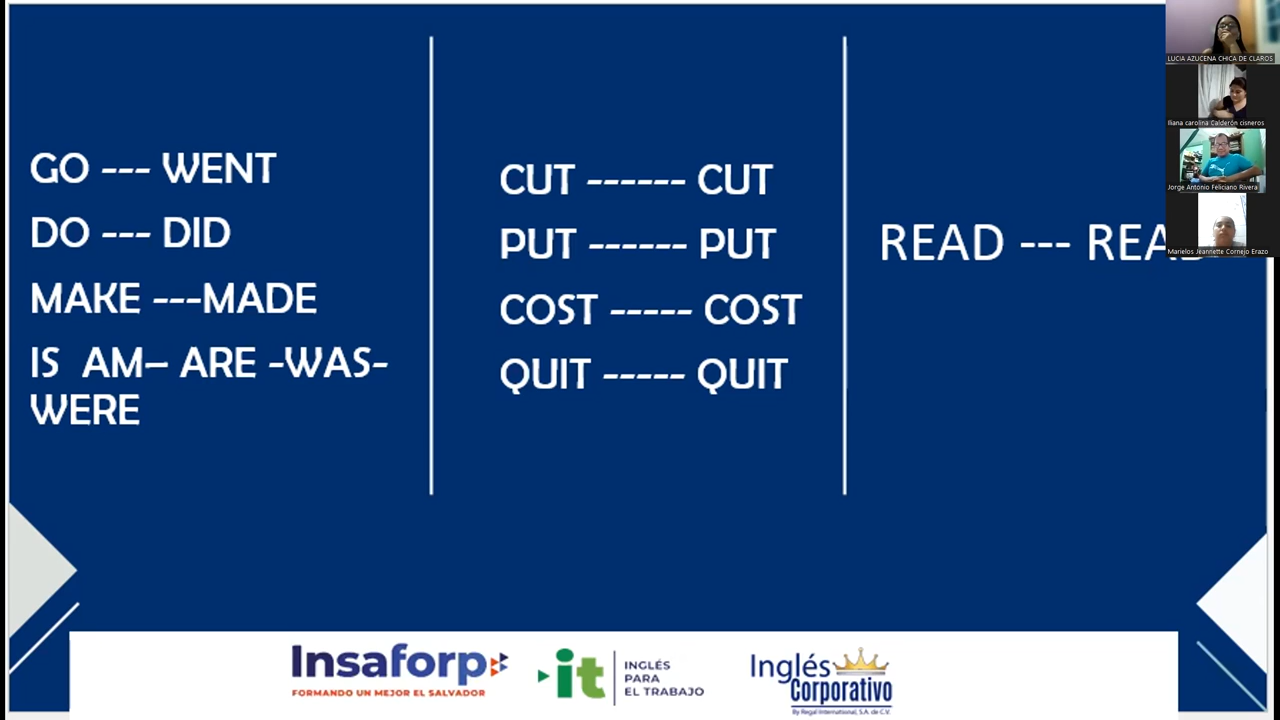 GO --- WENT
DO --- DID
MAKE ---MADE
IS  AM– ARE -WAS-
WERE
CUT ------ CUT
PUT ------ PUT
COST ----- COST
QUIT ----- QUIT
READ --- READ
LUCIA AZUCENA CHICA DE CLAROS
iliana carolina Calderón cisneros
Jorge Antonio Feliciano Rivera
Marielos Jeannette Cornejo Erazo
Insaforp
FORMANDO UN MEJOR EL SALVADOR
it
INGLÉS
PARA
EL TRABAJO
Inglés
Corporativo
By Regal International, S.A. de C.V.